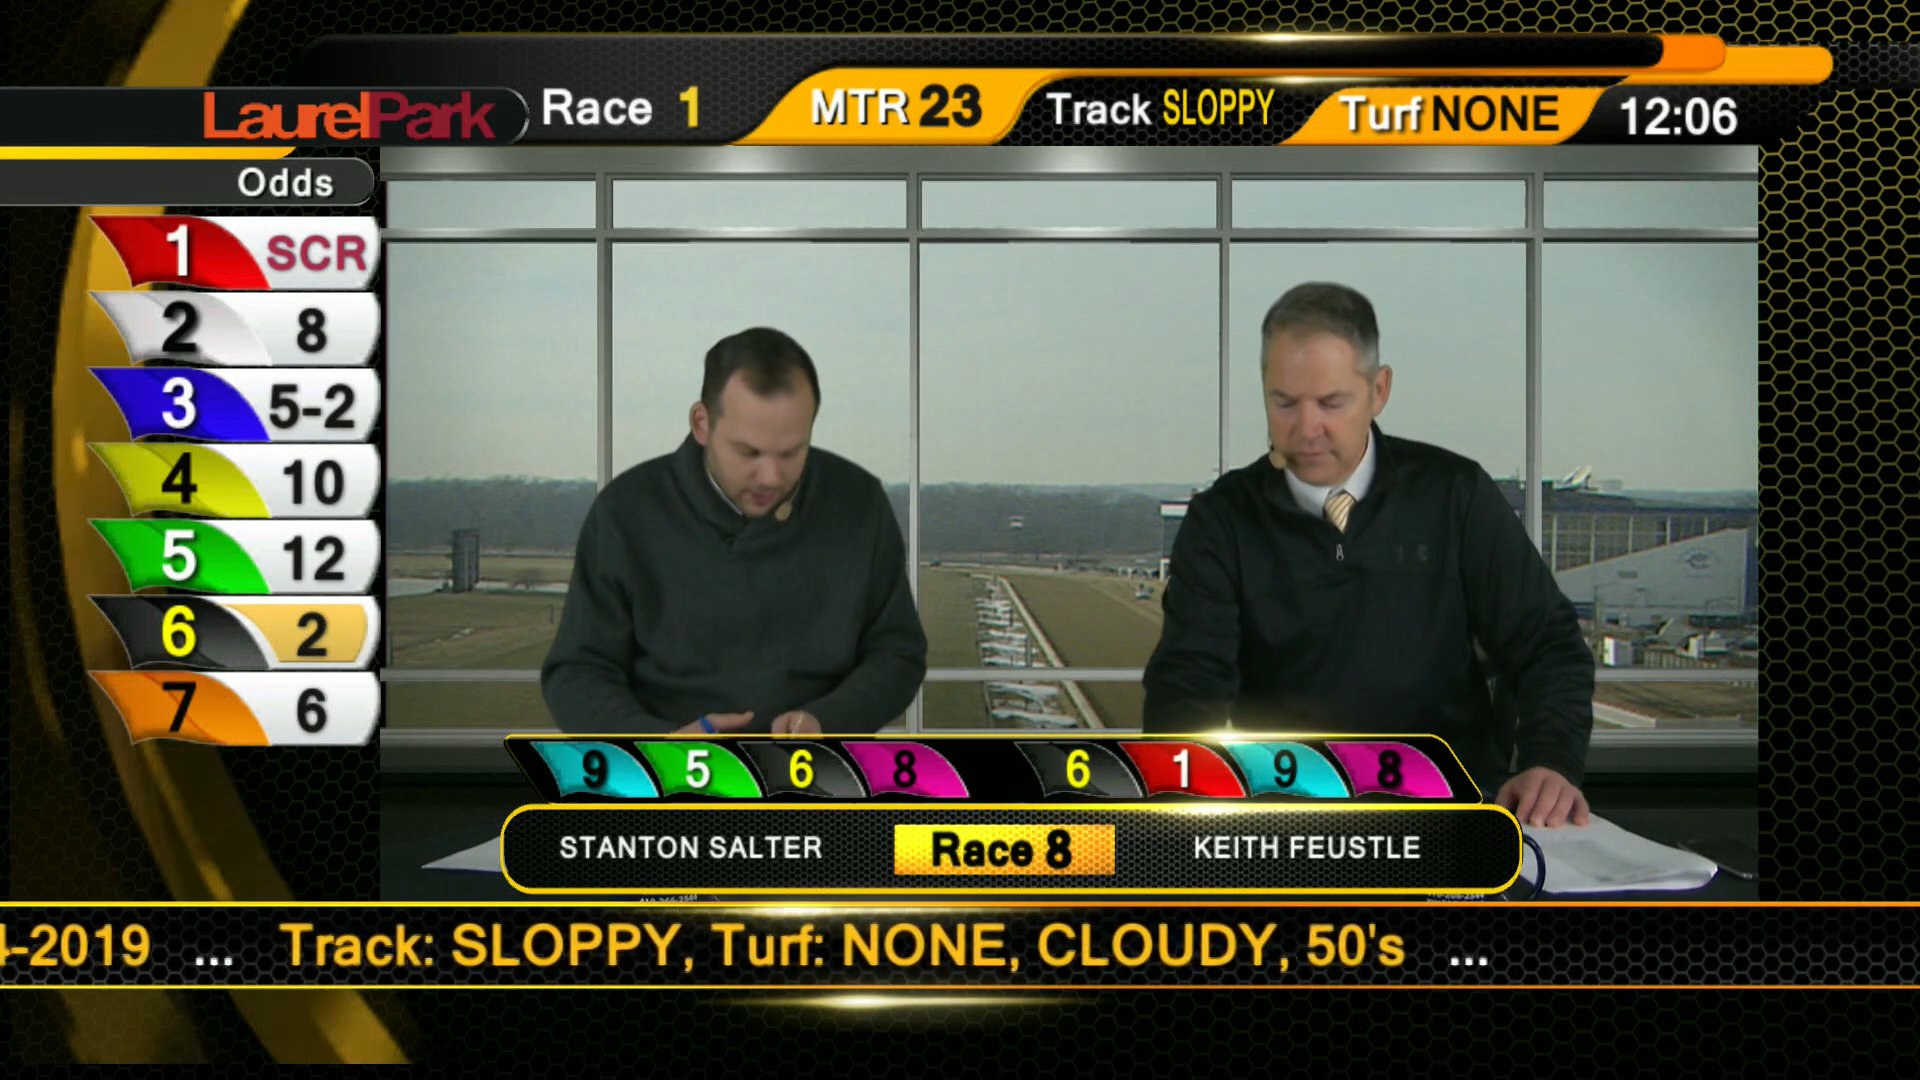 LaurelPark Race 1 MTR 23 Track SLOPPY Turf NONE 12:06
Odds
1 SCR
2 8
3 5-2
4 10
5 12
6 2
7 6
9 5 6 8 6 1 9 8
STANTON SALTER Race 8 KEITH FEUSTLE
4-2019 ... Track: SLOPPY, Turf: NONE, CLOUDY, 50's ...